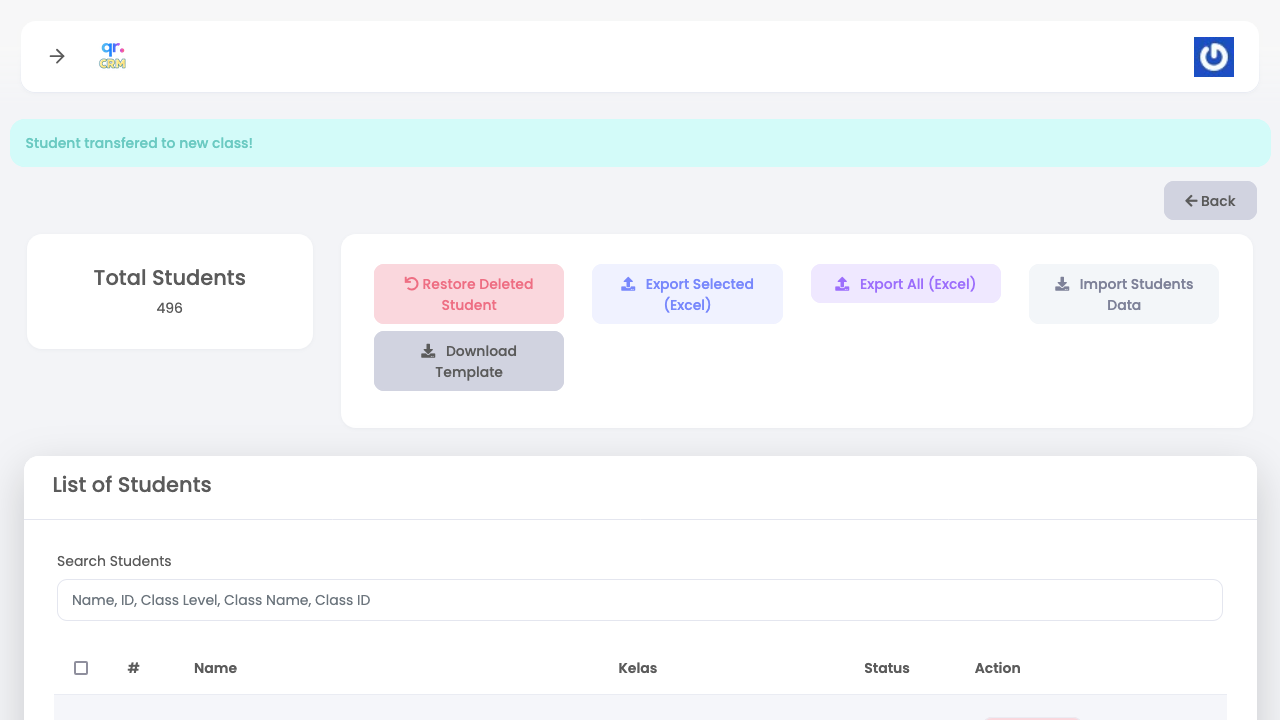 qr.
CRM
Student transfered to new class!
Back
Total Students
496
Restore Deleted
Student
Export Selected
(Excel)
Export All (Excel)
Import Students
Data
Download
Template
List of Students
Search Students
Name, ID, Class Level, Class Name, Class ID
# Name Kelas Status Action